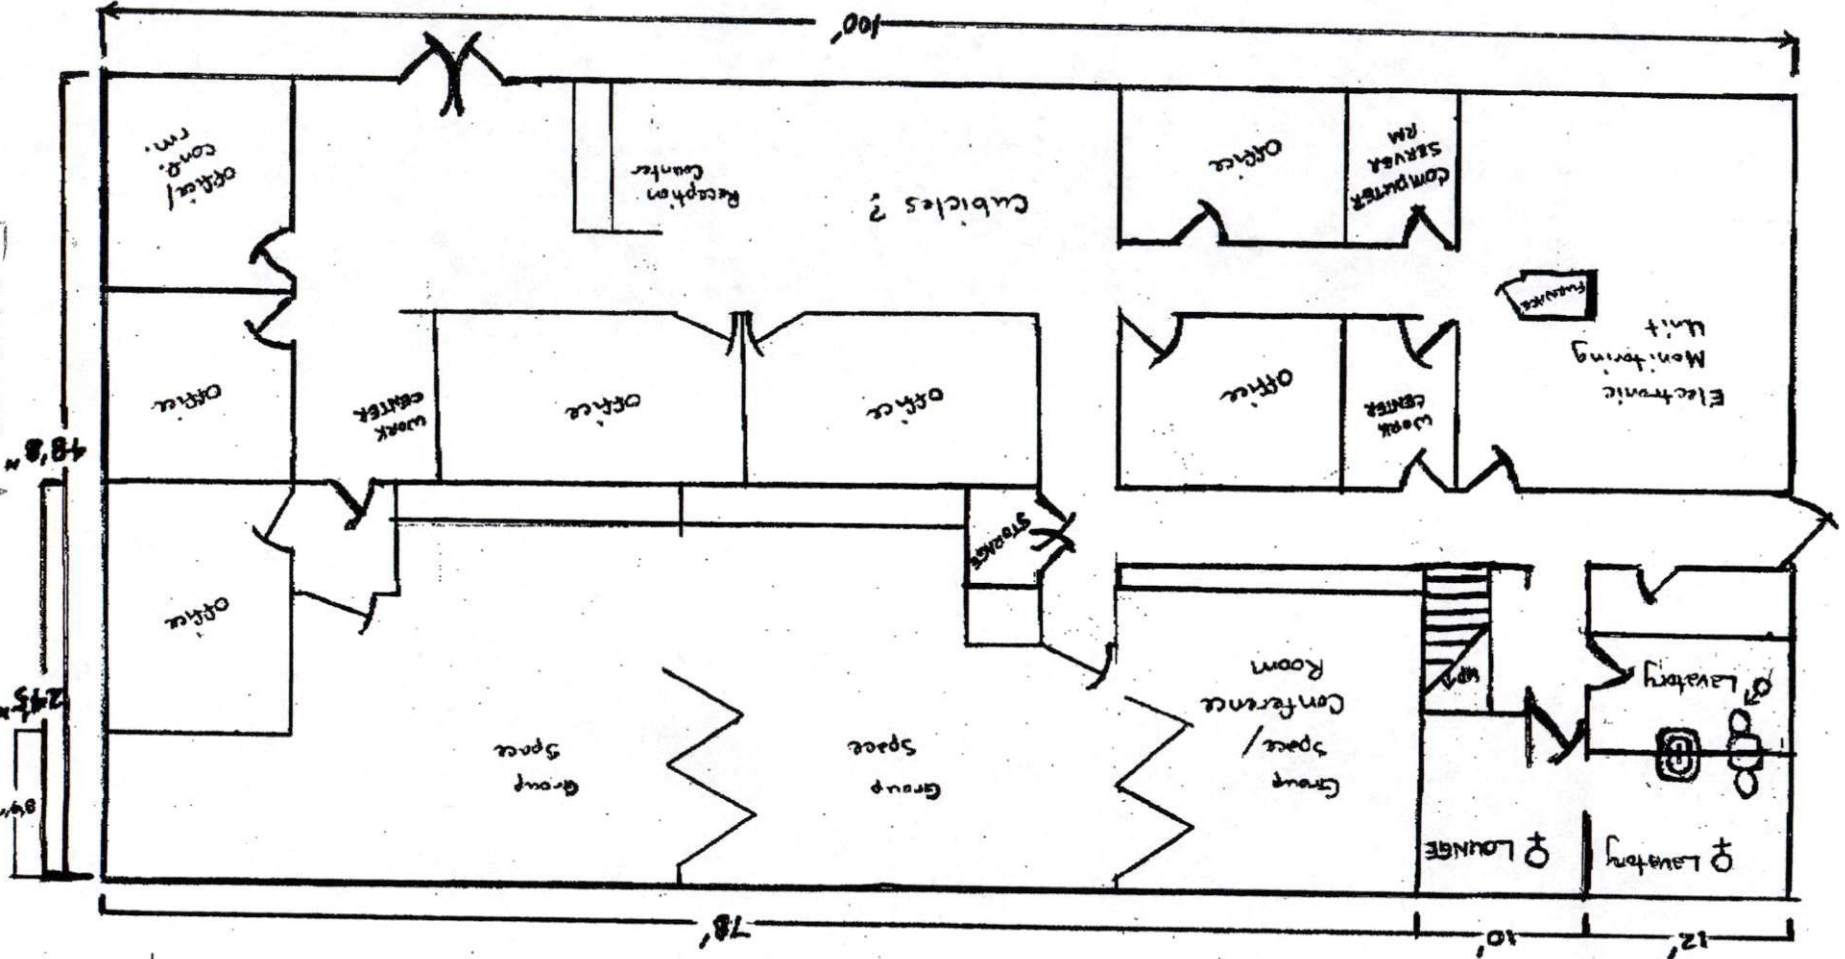 12'
10'
78'
♀ Lavatory
♀ LOUNGE
Group
Space/
Conference
Room
Group
Space
Group
Space
♂ Lavatory
UP
Office
STORAGE
48'8"
Electronic
Monitoring
Unit
WORK
CENTER
Office
Office
Office
WORK
CENTER
Office
FURNACE
COMPUTER
SERVER
RM
Office
Cubicles ?
Reception
Counter
Office/
Conf.
rm.
100'